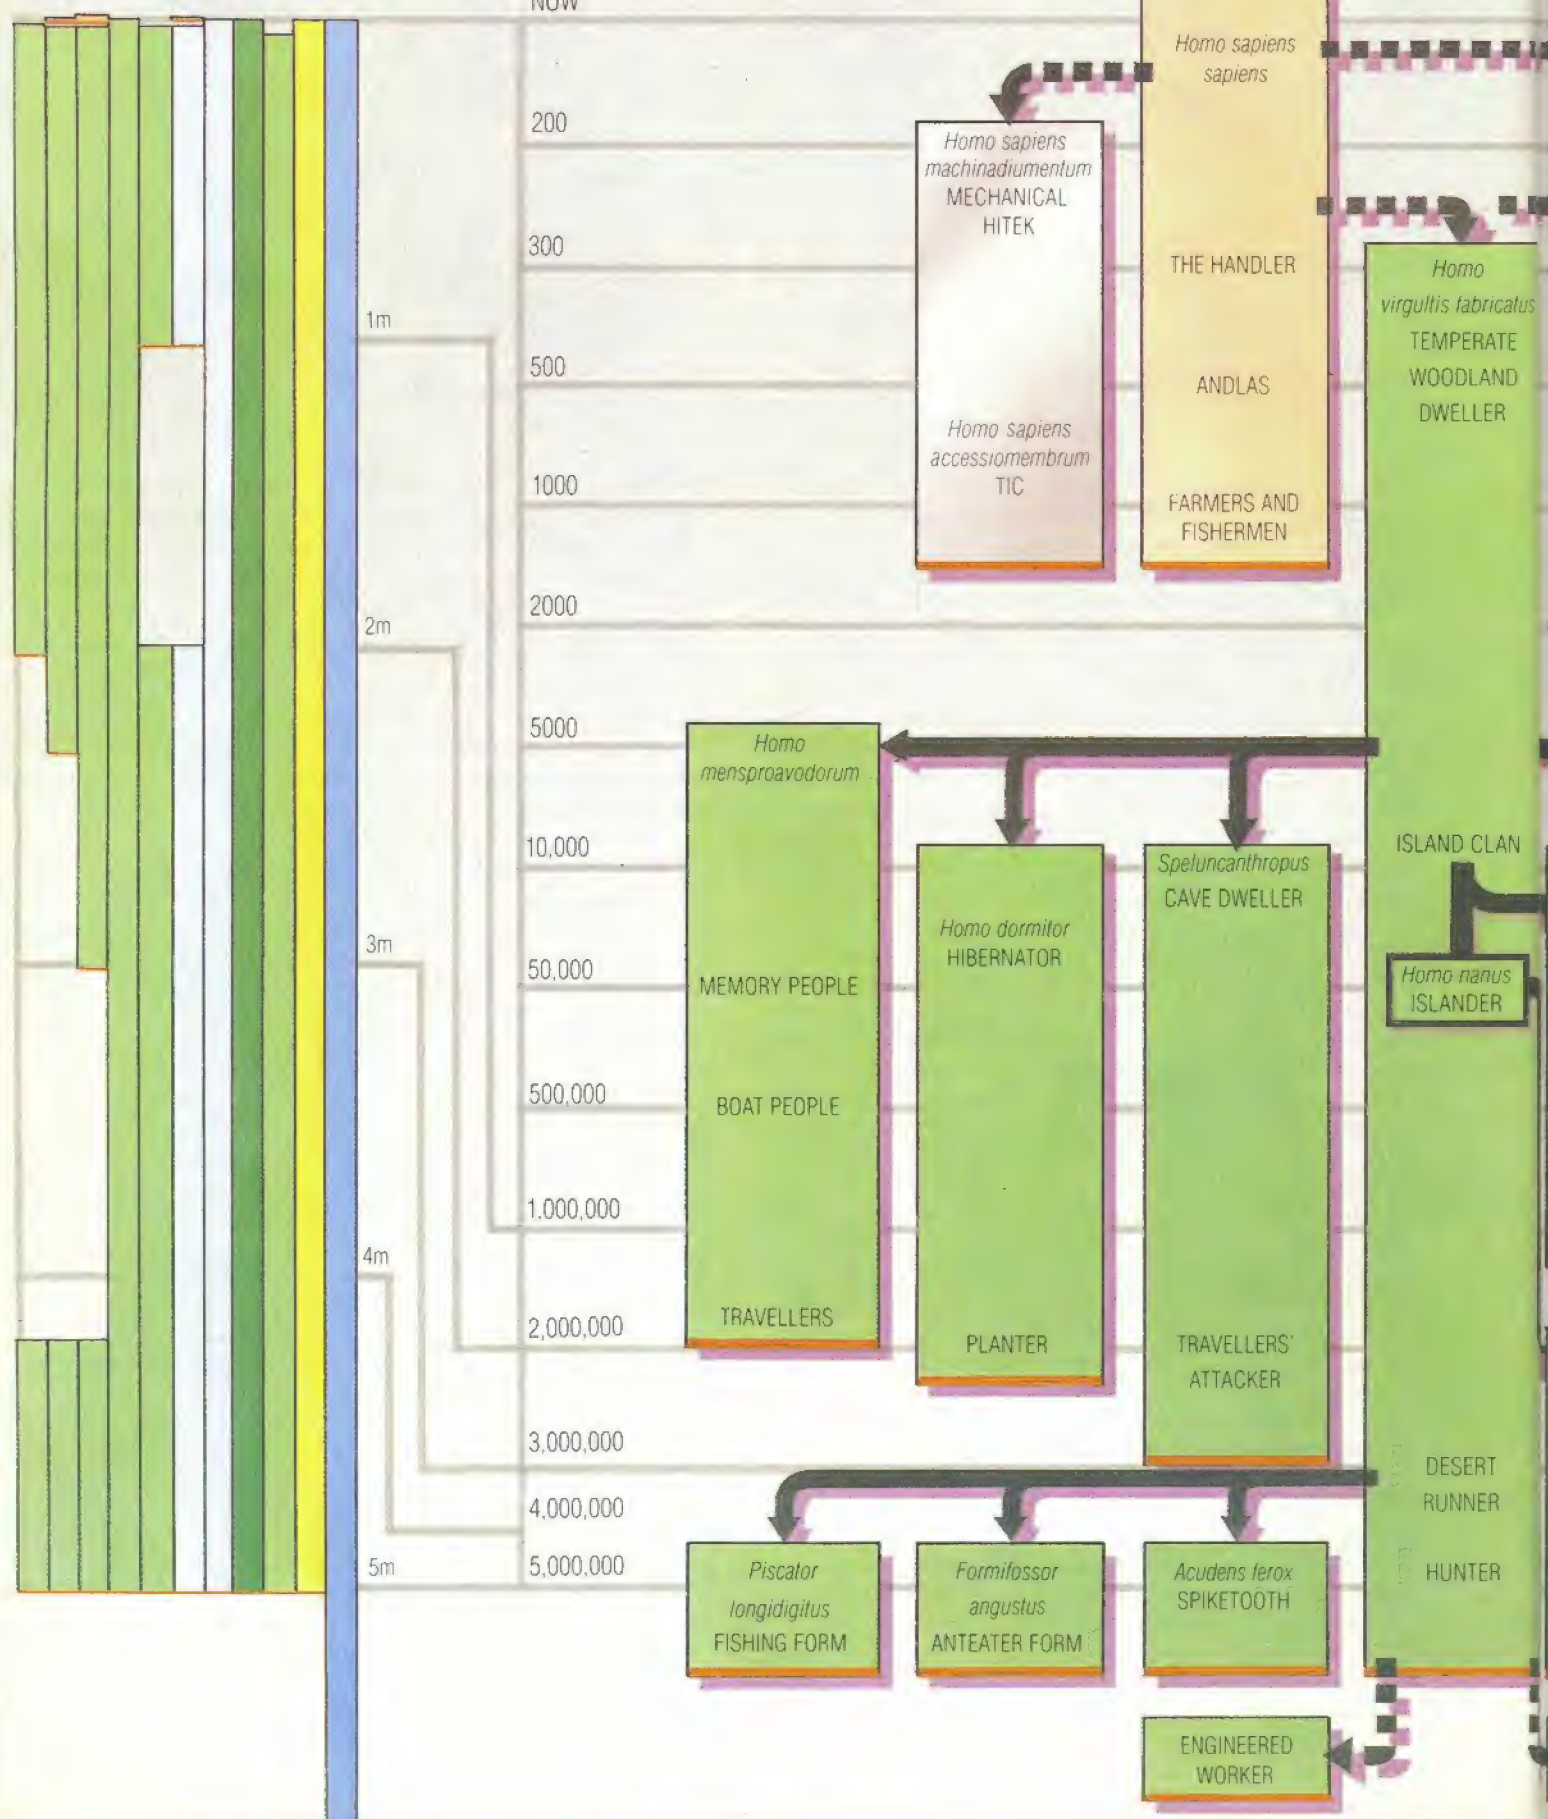 NOW
Homo sapiens
sapiens
200
Homo sapiens
machinadiumentum
MECHANICAL
HITEK
300
THE HANDLER
Homo
virgultis fabricatus
TEMPERATE
WOODLAND
DWELLER
1m
500
ANDLAS
Homo sapiens
accessiomembrum
TIC
1000
FARMERS AND
FISHERMEN
2000
2m
5000
Homo
mensproavodorum
10,000
ISLAND CLAN
Speluncanthropus
CAVE DWELLER
Homo dormitor
HIBERNATOR
3m
50,000
MEMORY PEOPLE
Homo nanus
ISLANDER
500,000
BOAT PEOPLE
1.000,000
4m
TRAVELLERS
2,000,000
PLANTER
TRAVELLERS'
ATTACKER
3,000,000
DESERT
RUNNER
4.000,000
5m
5,000,000
Piscator
longidigitus
FISHING FORM
Formifossor
angustus
ANTEATER FORM
Acudens ferox
SPIKETOOTH
HUNTER
ENGINEERED
WORKER